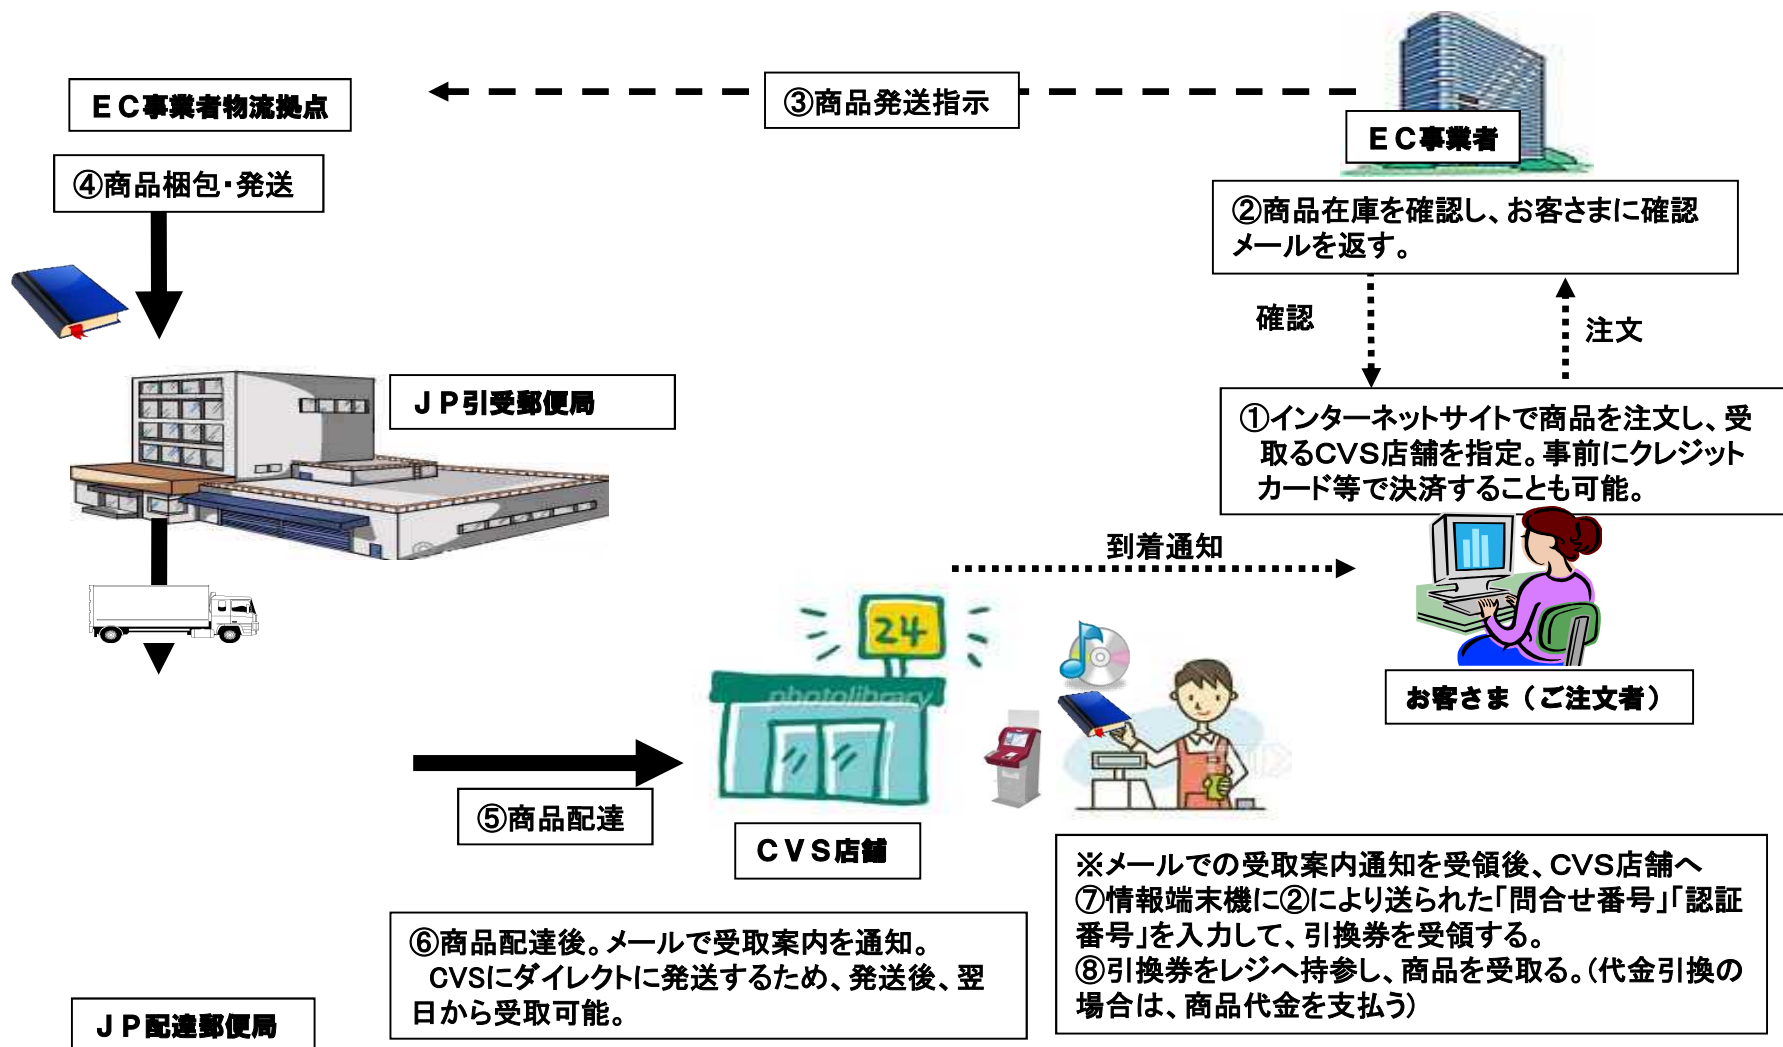 ＥＣ事業者物流拠点
③商品発送指示
ＥＣ事業者
④商品梱包・発送
②商品在庫を確認し、お客さまに確認
メールを返す。
確認
注文
ＪＰ引受郵便局
①インターネットサイトで商品を注文し、受
取るCVS店舗を指定。事前にクレジット
カード等で決済することも可能。
到着通知
24
photolibrary
お客さま（ご注文者）
⑤商品配達
ＣＶＳ店舗
※メールでの受取案内通知を受領後、CVS店舗へ
⑦情報端末機に②により送られた「問合せ番号」「認証
番号」を入力して、引換券を受領する。
⑧引換券をレジへ持参し、商品を受取る。(代金引換の
場合は、商品代金を支払う)
⑥商品配達後。メールで受取案内を通知。
CVSにダイレクトに発送するため、発送後、翌
日から受取可能。
ＪＰ配達郵便局